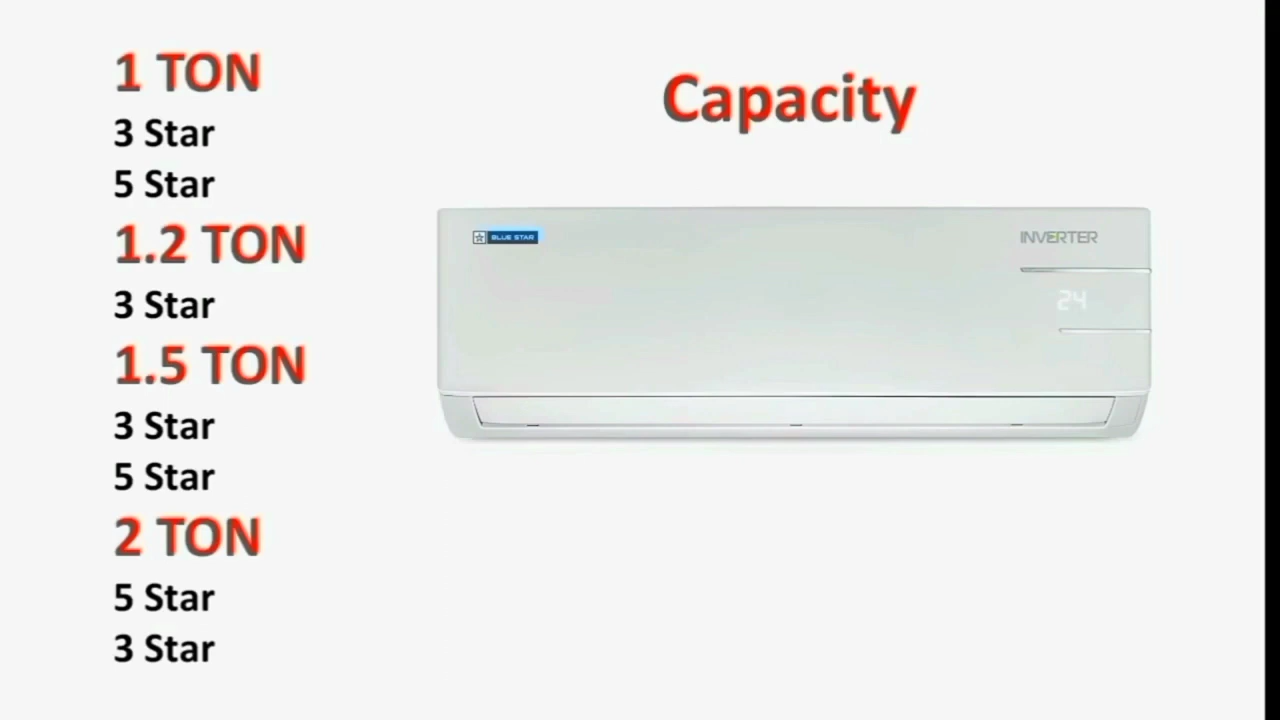 1 TON
3 Star
5 Star
1.2 TON
3 Star
1.5 TON
3 Star
5 Star
2 TON
5 Star
3 Star
Capacity
BLUE STAR
INVERTER
24